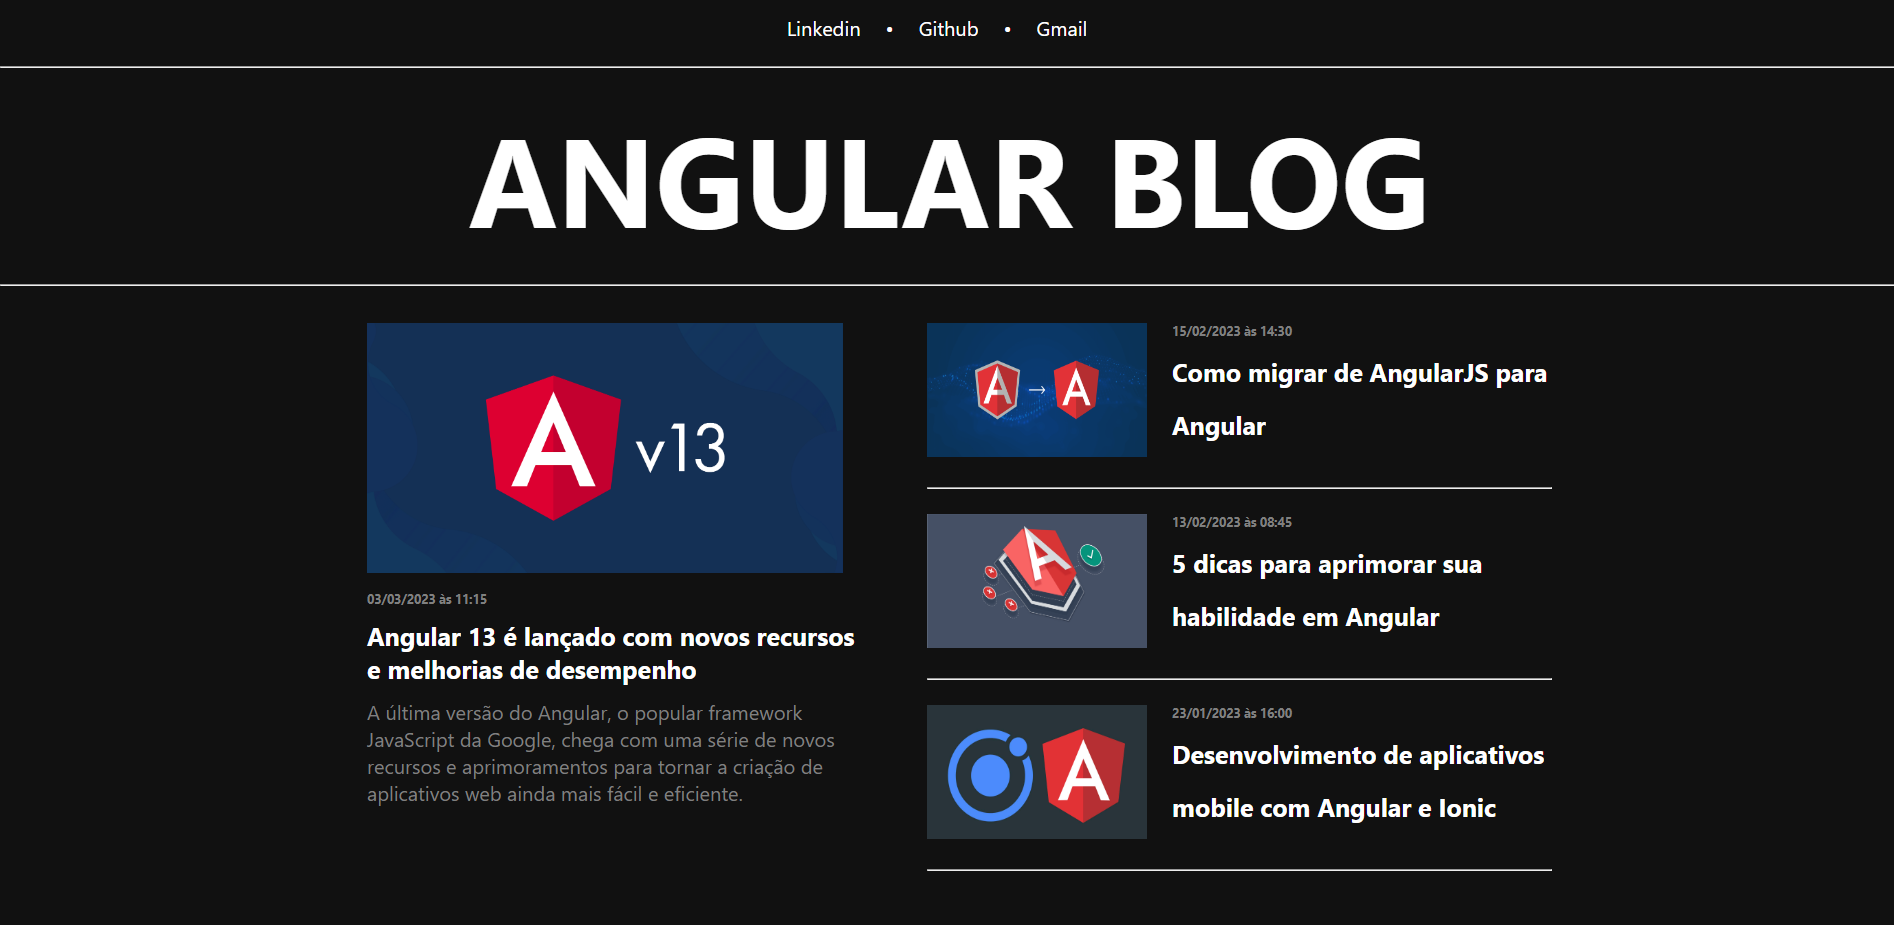 Linkedin • Github • Gmail
ANGULAR BLOG
v13
03/03/2023 às 11:15
Angular 13 é lançado com novos recursos
e melhorias de desempenho
A última versão do Angular, o popular framework
JavaScript da Google, chega com uma série de novos
recursos e aprimoramentos para tornar a criação de
aplicativos web ainda mais fácil e eficiente.
15/02/2023 às 14:30
Como migrar de AngularJS para
Angular
13/02/2023 às 08:45
5 dicas para aprimorar sua
habilidade em Angular
23/01/2023 às 16:00
Desenvolvimento de aplicativos
mobile com Angular e Ionic